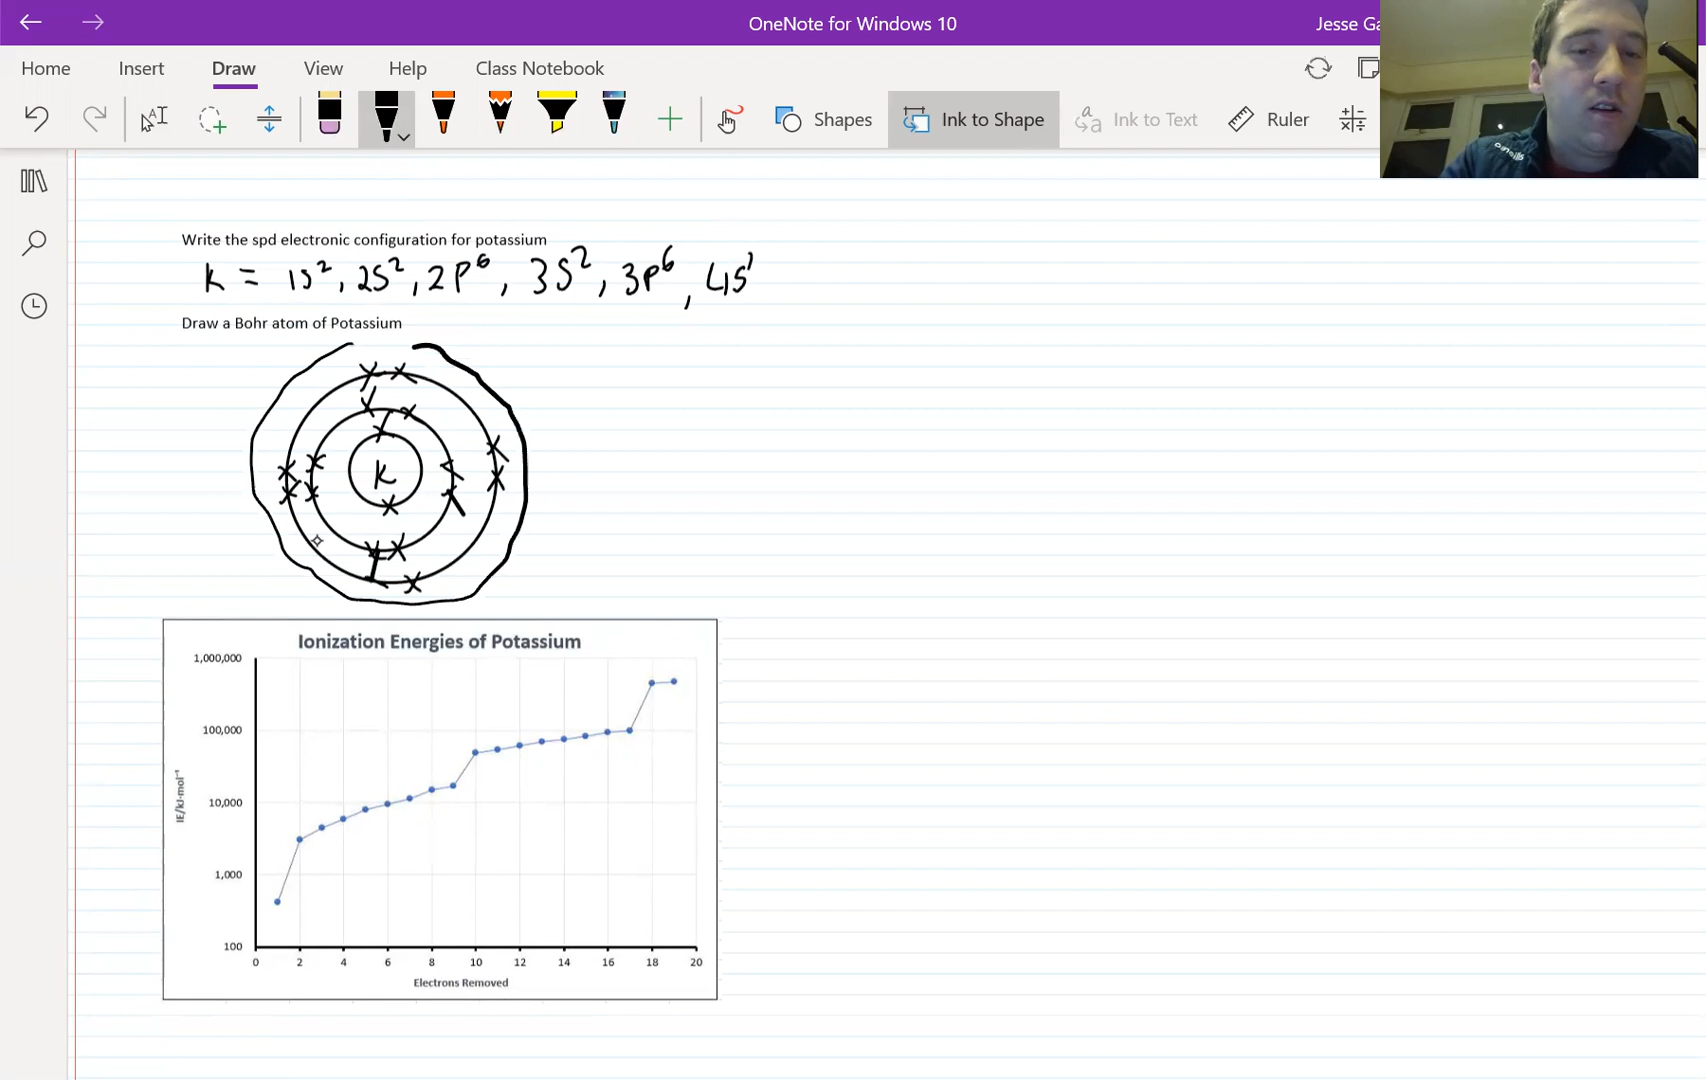 OneNote for Windows 10
Jesse Ga
Home Insert Draw View Help Class Notebook
Shapes Ink to Shape Ink to Text Ruler
Write the spd electronic configuration for potassium
K = 1s², 2s², 2p⁶, 3s², 3p⁶, 4s¹
Draw a Bohr atom of Potassium
K
Ionization Energies of Potassium
1,000,000
100,000
10,000
1,000
100
IE/kJ·mol⁻¹
0 2 4 6 8 10 12 14 16 18 20
Electrons Removed
O'NEILLS